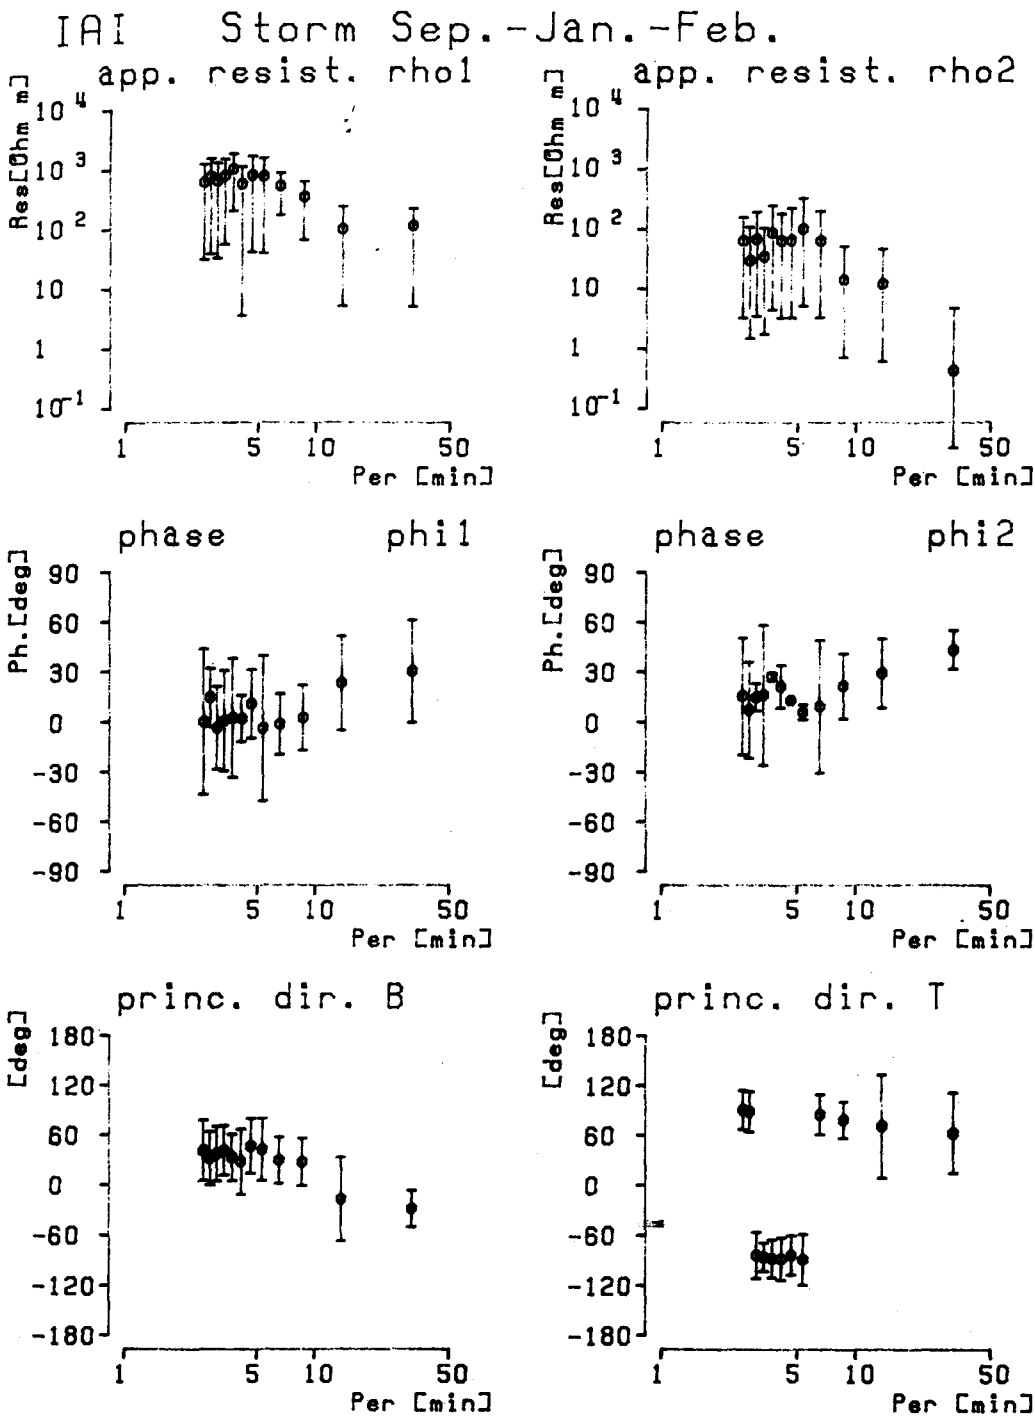 IAI Storm Sep.-Jan.-Feb.
app. resist. rho1
Res[Ohm m]
10 4
10 3
10 2
10
1
10-1
1 5 10 50
Per [min]
app. resist. rho2
Res[Ohm m]
10 4
10 3
10 2
10
1
10-1
1 5 10 50
Per [min]
phase phi1
Ph.[deg]
90
60
30
0
-30
-60
-90
1 5 10 50
Per [min]
phase phi2
Ph.[deg]
90
60
30
0
-30
-60
-90
1 5 10 50
Per [min]
princ. dir. B
[deg]
180
120
60
0
-60
-120
-180
1 5 10 50
Per [min]
princ. dir. T
[deg]
180
120
60
0
-60
-120
-180
1 5 10 50
Per [min]